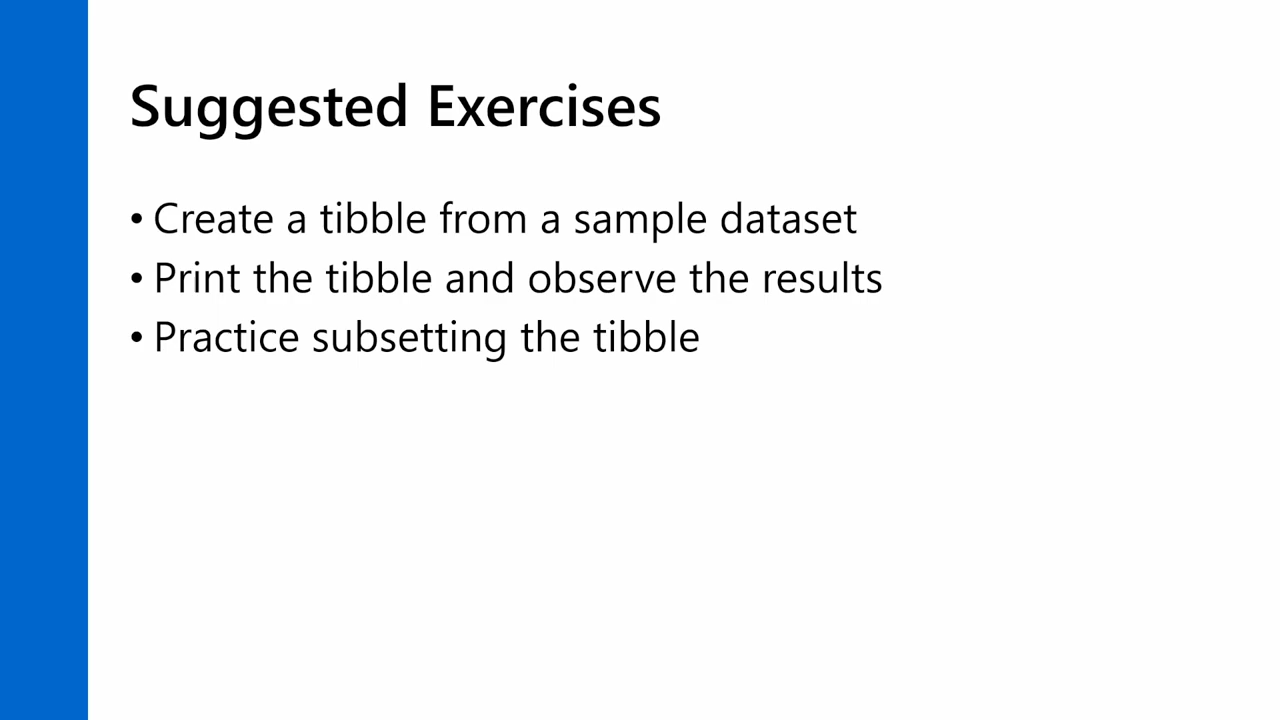 Suggested Exercises
• Create a tibble from a sample dataset
• Print the tibble and observe the results
• Practice subsetting the tibble